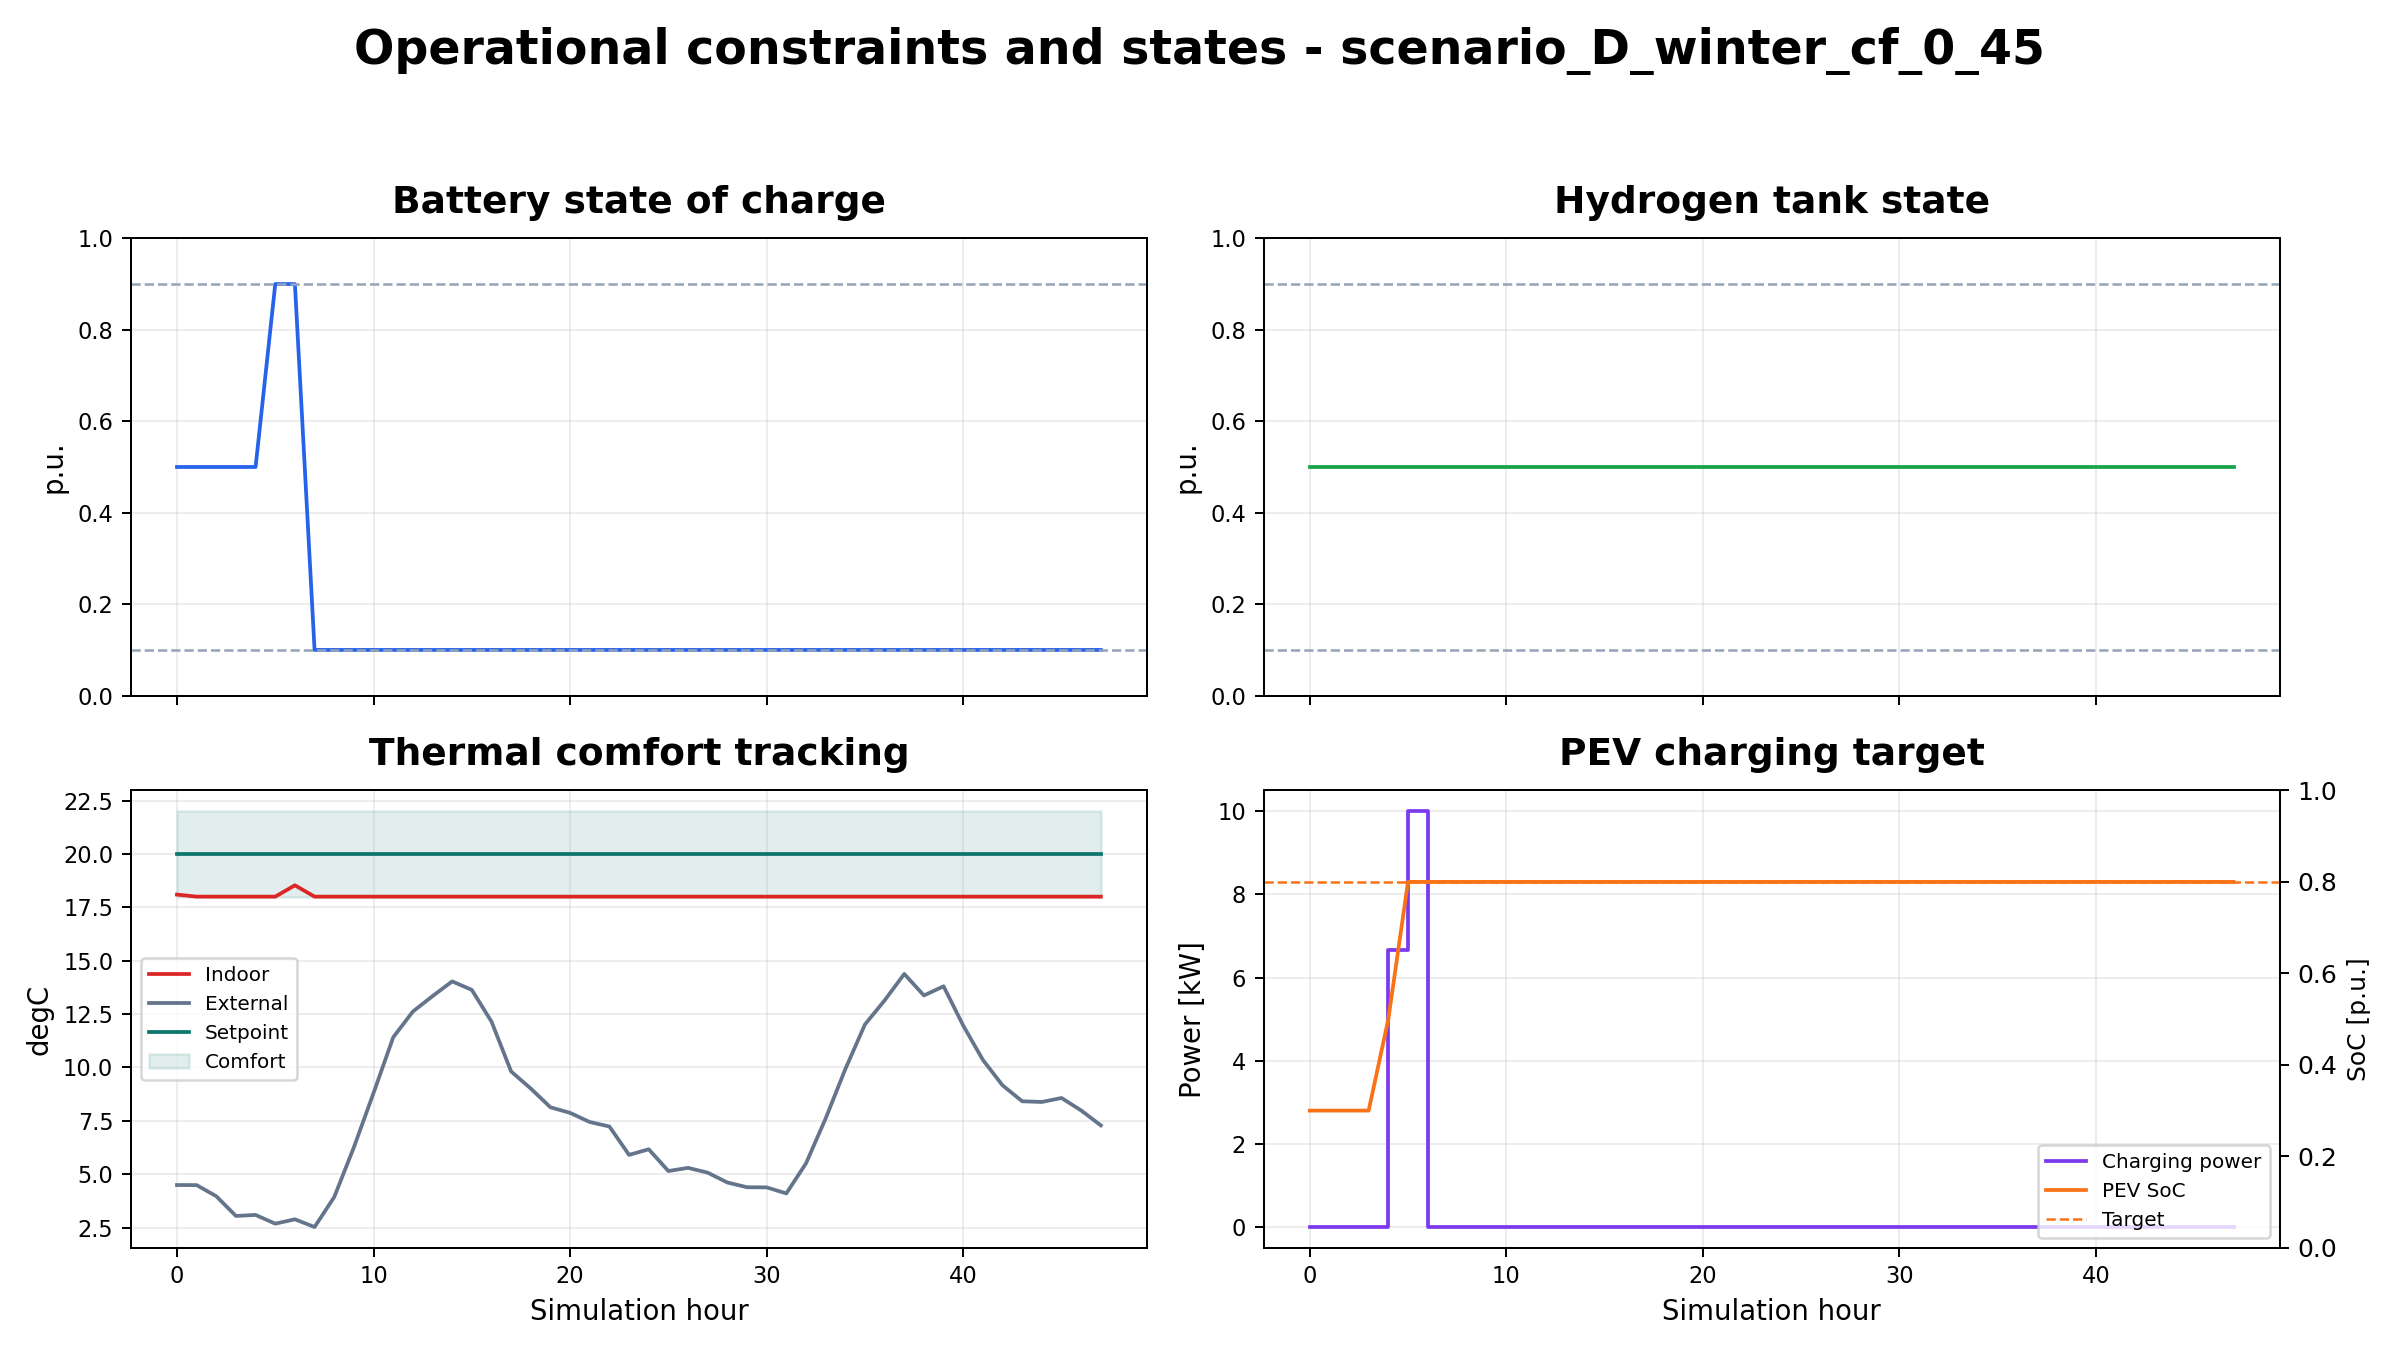 Operational constraints and states - scenario_D_winter_cf_0_45
Battery state of charge
p.u.
1.0
0.8
0.6
0.4
0.2
0.0
Hydrogen tank state
p.u.
1.0
0.8
0.6
0.4
0.2
0.0
Thermal comfort tracking
degC
22.5
20.0
17.5
15.0
12.5
10.0
7.5
5.0
2.5
Indoor
External
Setpoint
Comfort
0 10 20 30 40
Simulation hour
PEV charging target
Power [kW]
10
8
6
4
2
0
1.0
0.8
0.6
0.4
0.2
0.0
SoC [p.u.]
Charging power
PEV SoC
Target
0 10 20 30 40
Simulation hour